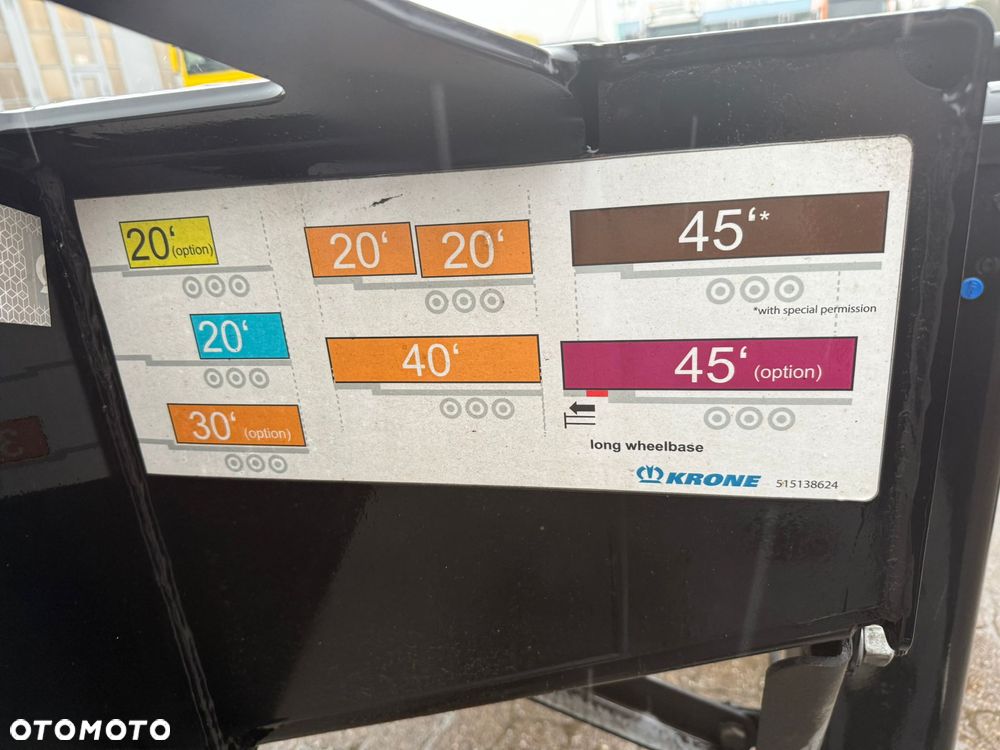 20‘ (option)
20‘
30‘ (option)
20‘ 20‘
40‘
45‘*
*with special permission
45‘ (option)
long wheelbase
KRONE 515138624
OTOMOTO